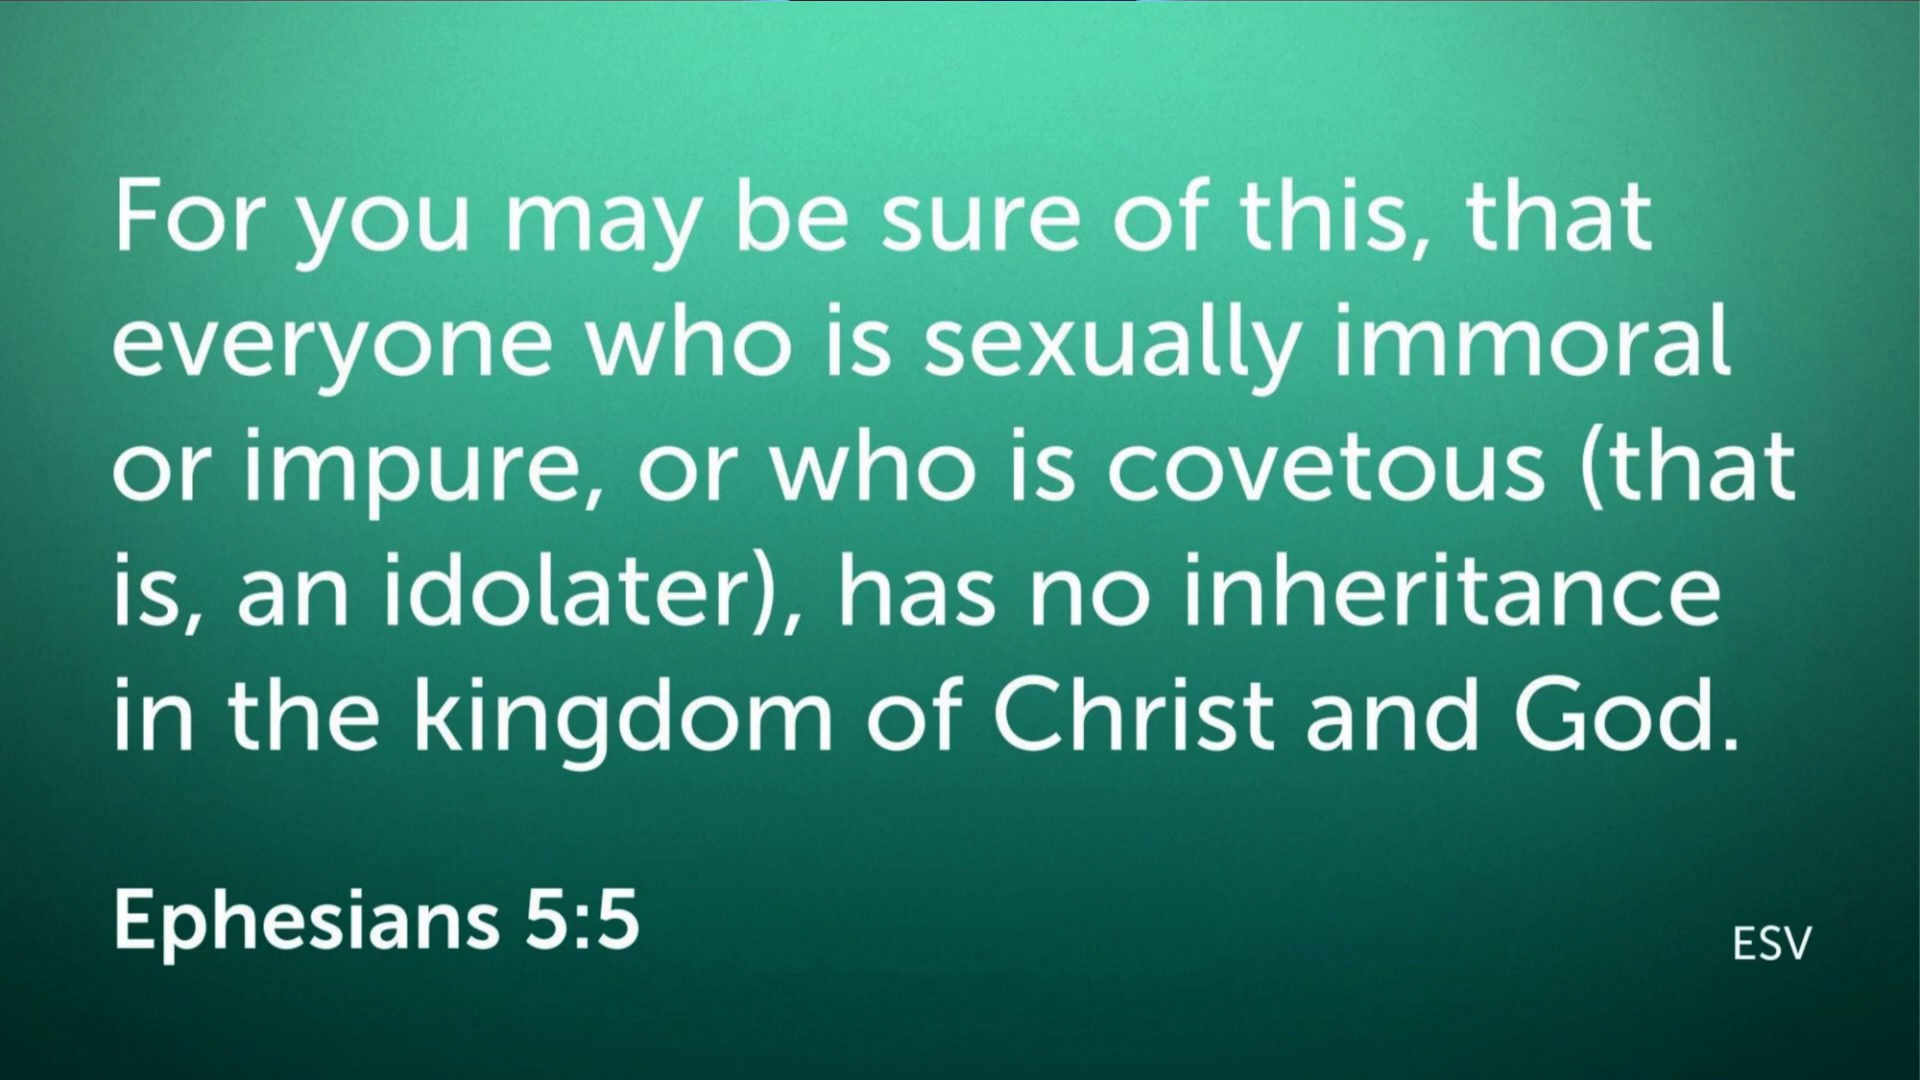 For you may be sure of this, that
everyone who is sexually immoral
or impure, or who is covetous (that
is, an idolater), has no inheritance
in the kingdom of Christ and God.
Ephesians 5:5
ESV